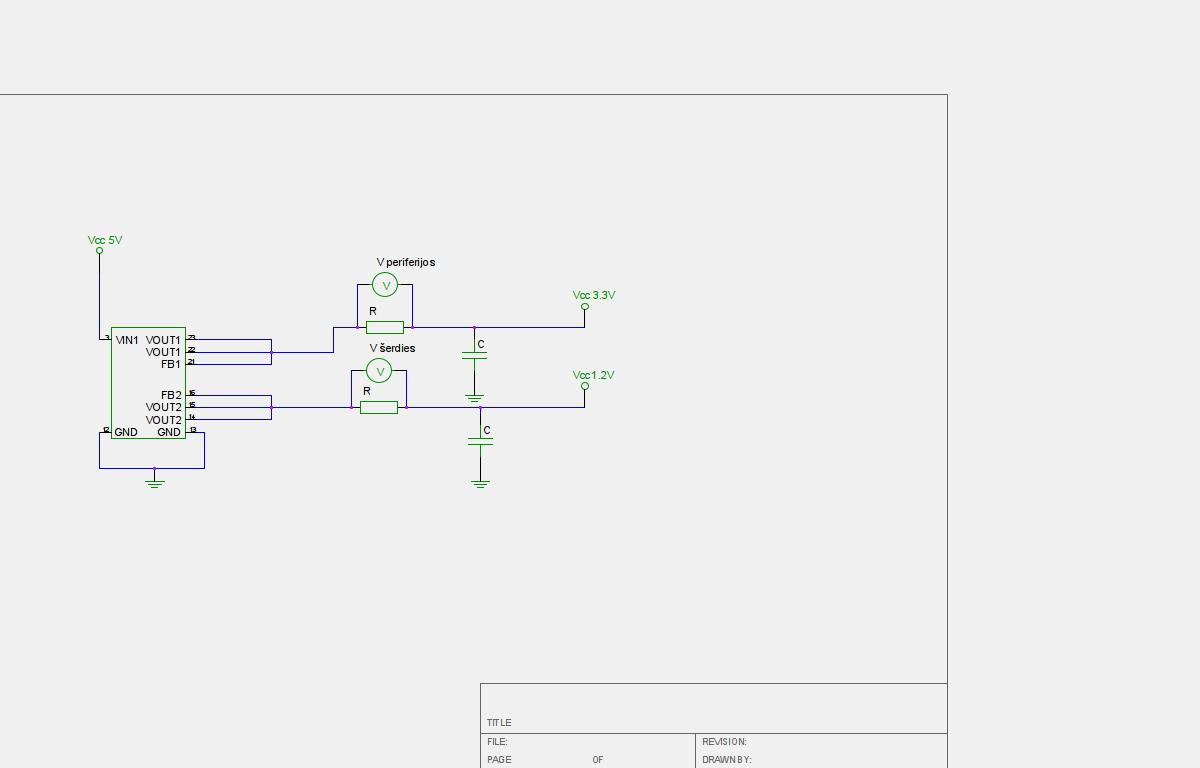 Vcc 5V
V periferijos
V
R
Vcc 3.3V
3
VIN1
VOUT1
23
VOUT1
22
FB1
21
V šerdies
V
R
C
Vcc1.2V
FB2
16
VOUT2
15
VOUT2
14
12
GND
GND
13
C
TITLE
FILE:
REVISION:
PAGE
OF
DRAWN BY: